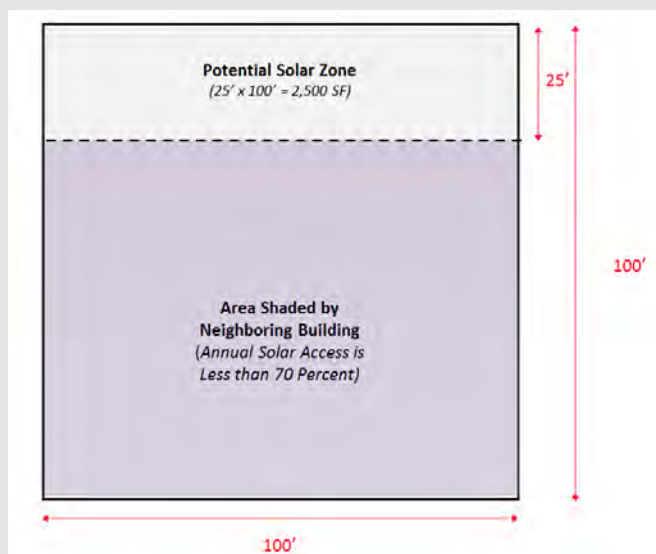 Potential Solar Zone
(25’ x 100’ = 2,500 SF)
25’
100’
Area Shaded by
Neighboring Building
(Annual Solar Access is
Less than 70 Percent)
100’